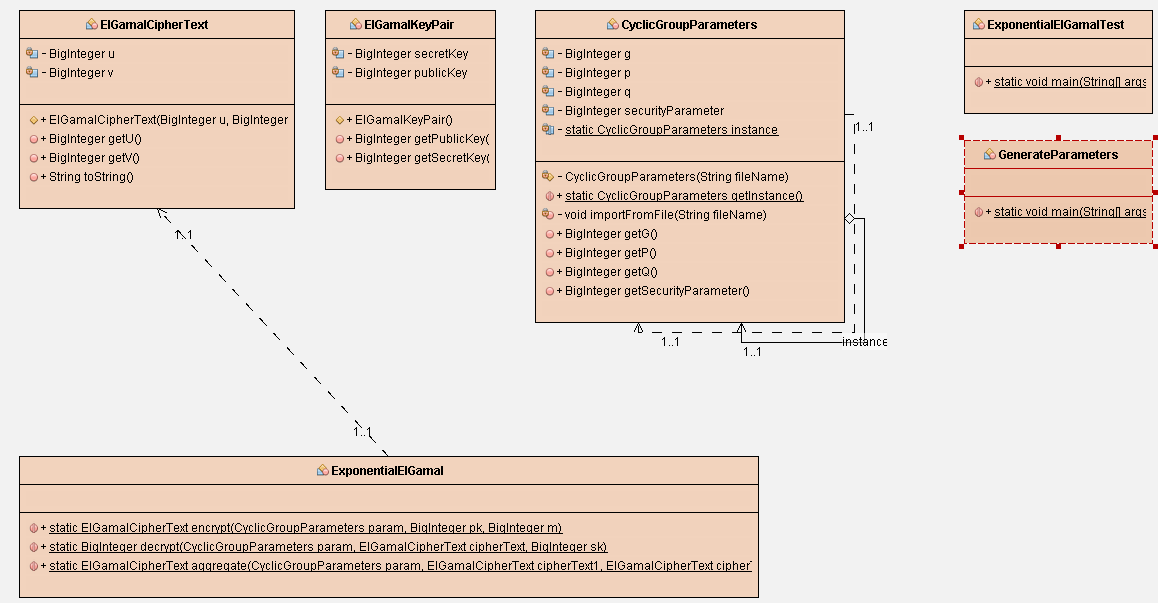 ElGamalCipherText
- BigInteger u
- BigInteger v
+ ElGamalCipherText(BigInteger u, BigInteger
+ BigInteger getU()
+ BigInteger getV()
+ String toString()
ElGamalKeyPair
- BigInteger secretKey
- BigInteger publicKey
+ ElGamalKeyPair()
+ BigInteger getPublicKey(
+ BigInteger getSecretKey(
CyclicGroupParameters
- BigInteger g
- BigInteger p
- BigInteger q
- BigInteger securityParameter
- static CyclicGroupParameters instance
- CyclicGroupParameters(String fileName)
+ static CyclicGroupParameters getInstance()
- void importFromFile(String fileName)
+ BigInteger getG()
+ BigInteger getP()
+ BigInteger getQ()
+ BigInteger getSecurityParameter()
1..1
1..1
1..1
instance
ExponentialElGamalTest
+ static void main(String[] args
GenerateParameters
+ static void main(String[] args
1..1
1..1
ExponentialElGamal
+ static ElGamalCipherText encrypt(CyclicGroupParameters param, BigInteger pk, BigInteger m)
+ static BigInteger decrypt(CyclicGroupParameters param, ElGamalCipherText cipherText, BigInteger sk)
+ static ElGamalCipherText aggregate(CyclicGroupParameters param, ElGamalCipherText cipherText1, ElGamalCipherText cipher